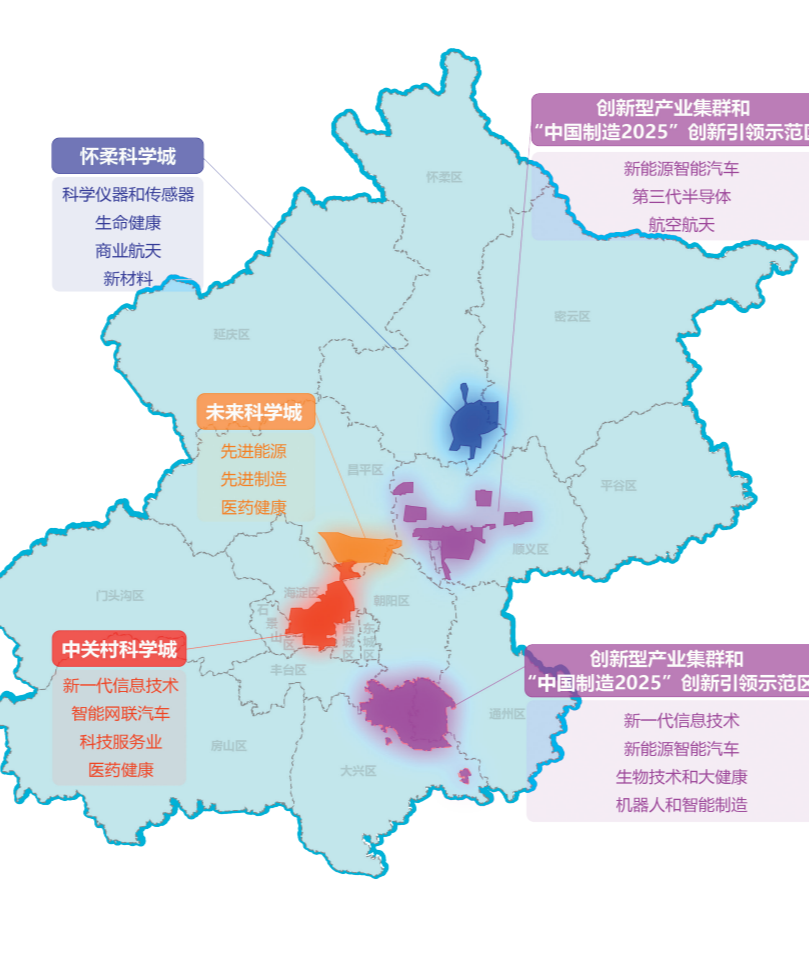 创新型产业集群和
“中国制造2025”创新引领示范区
新能源智能汽车
第三代半导体
航空航天
怀柔科学城
科学仪器和传感器
生命健康
商业航天
新材料
怀柔区
密云区
延庆区
未来科学城
先进能源
先进制造
医药健康
昌平区
平谷区
顺义区
门头沟区
海淀区
朝阳区
石景山区
西城区
东城区
丰台区
中关村科学城
新一代信息技术
智能网联汽车
科技服务业
医药健康
创新型产业集群和
“中国制造2025”创新引领示范区
新一代信息技术
新能源智能汽车
生物技术和大健康
机器人和智能制造
通州区
房山区
大兴区